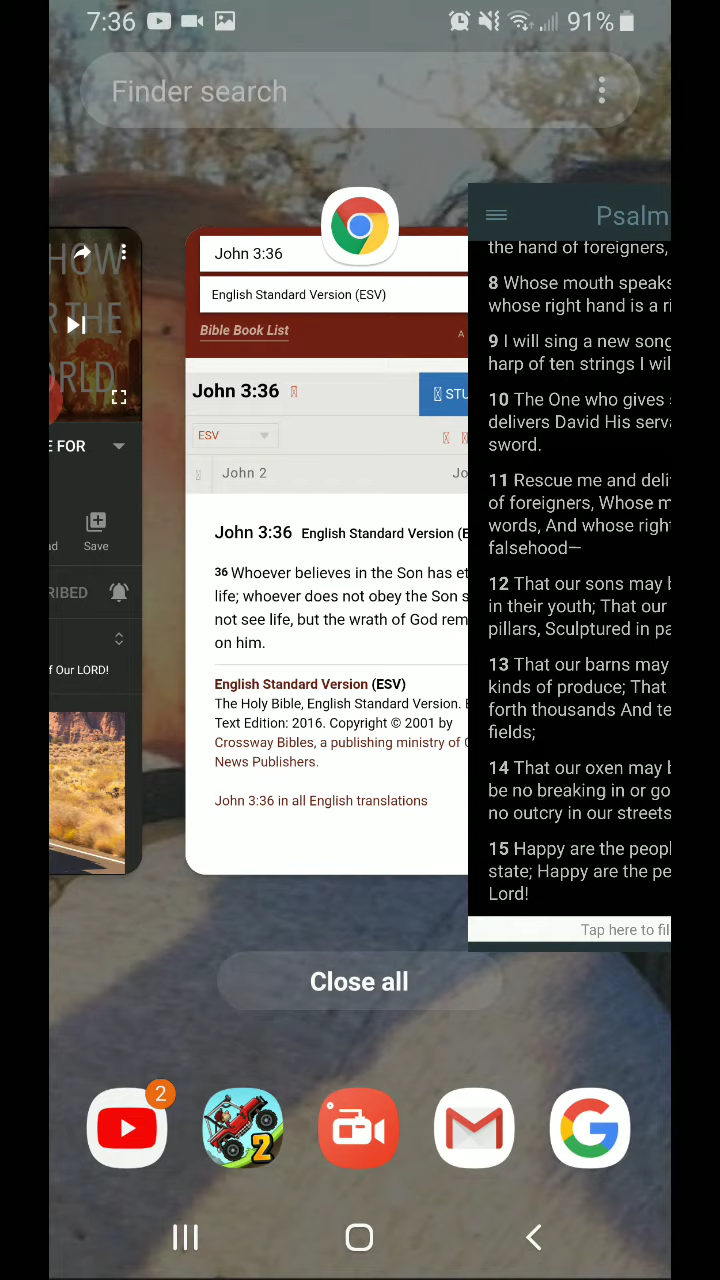 7:36
91%
Finder search
HOW
R THE
RLD
E FOR
Save
RIBED
f Our LORD!
John 3:36
English Standard Version (ESV)
Bible Book List
A
John 3:36
STU
ESV
John 2
Jo
John 3:36 English Standard Version (E
36 Whoever believes in the Son has et
life; whoever does not obey the Son s
not see life, but the wrath of God rem
on him.
English Standard Version (ESV)
The Holy Bible, English Standard Version.
Text Edition: 2016. Copyright © 2001 by
Crossway Bibles, a publishing ministry of
News Publishers.
John 3:36 in all English translations
Psalm
the hand of foreigners,
8 Whose mouth speaks
whose right hand is a ri
9 I will sing a new song
harp of ten strings I wil
10 The One who gives
delivers David His serv
sword.
11 Rescue me and deli
of foreigners, Whose m
words, And whose right
falsehood—
12 That our sons may b
in their youth; That our
pillars, Sculptured in pa
13 That our barns may
kinds of produce; That
forth thousands And te
fields;
14 That our oxen may b
be no breaking in or go
no outcry in our streets
15 Happy are the peopl
state; Happy are the pe
Lord!
Tap here to fil
Close all
2
2